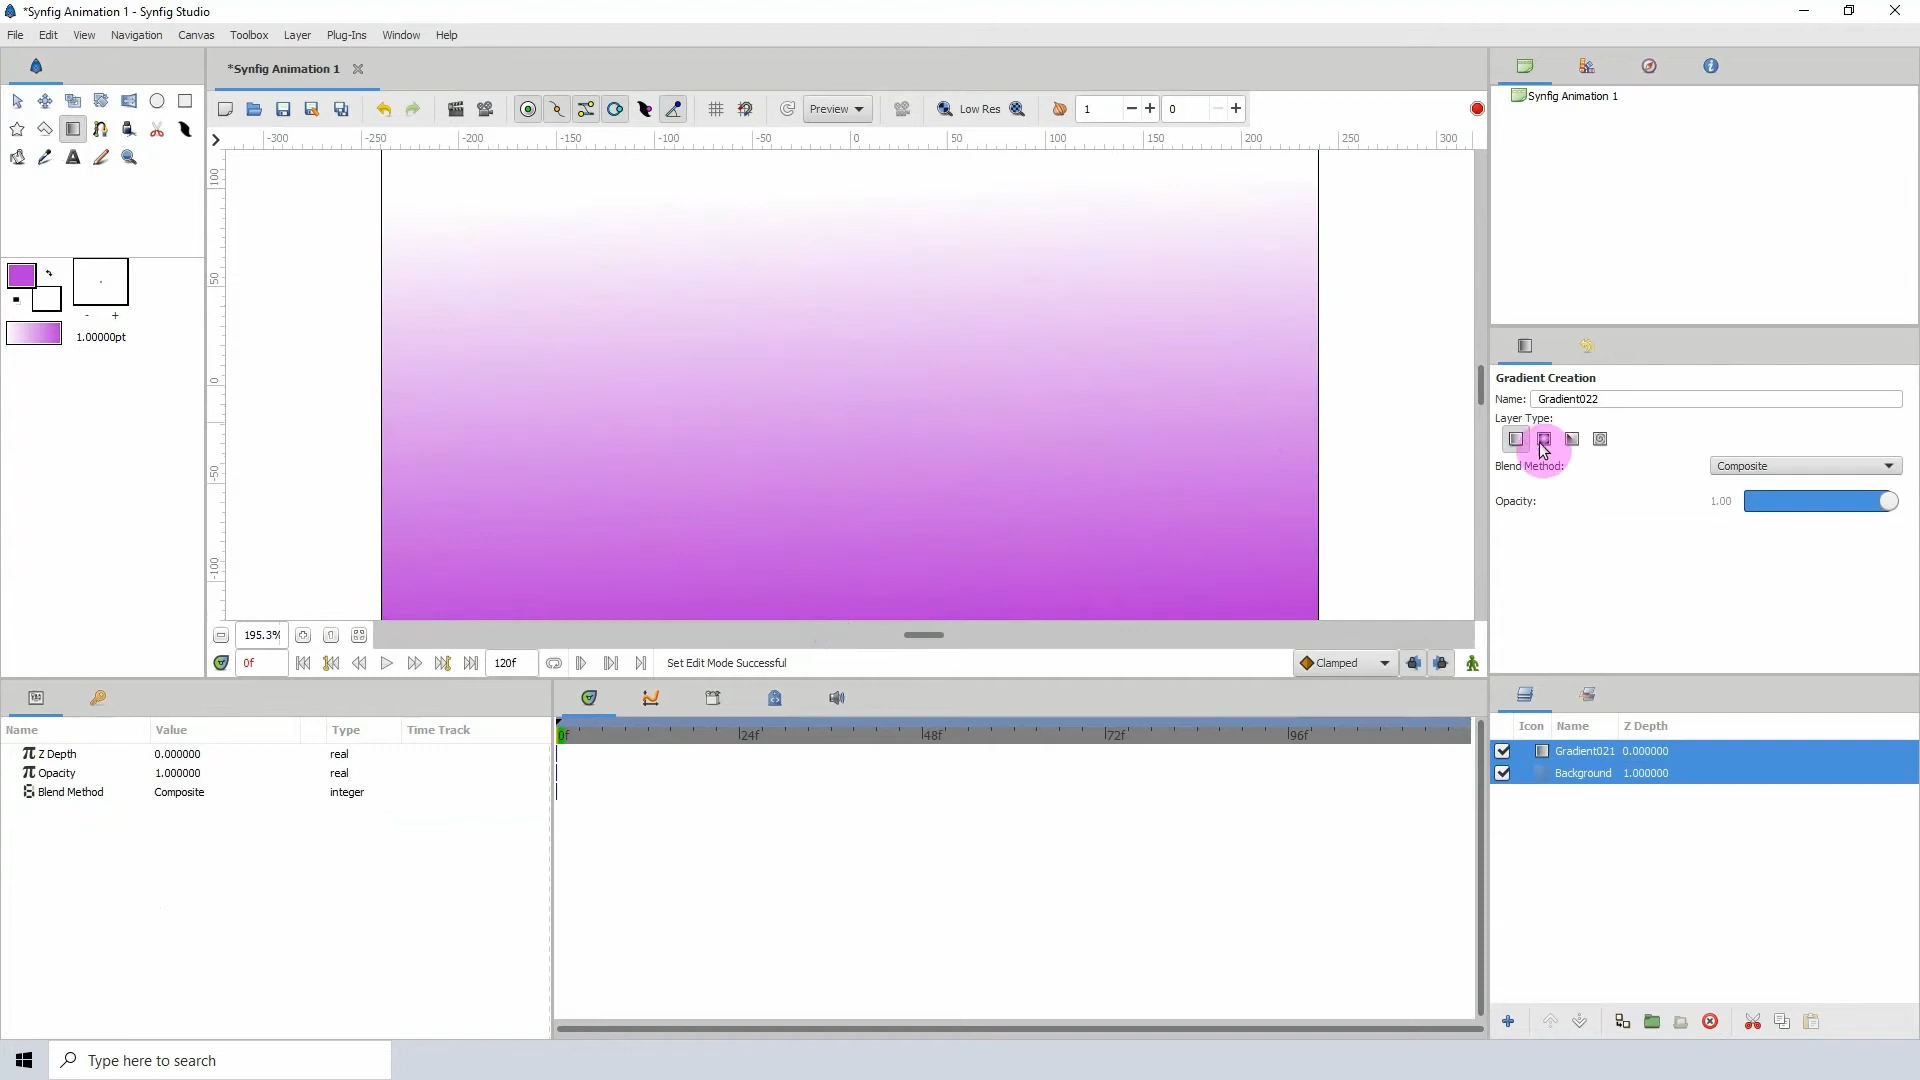 *Synfig Animation 1 - Synfig Studio
File Edit View Navigation Canvas Toolbox Layer Plug-Ins Window Help
*Synfig Animation 1
Preview Low Res 1 0
-300 -250 -200 -150 -100 -50 0 50 100 150 200 250 300
100
50
0
-50
-100
- +
1.00000pt
Synfig Animation 1
Gradient Creation
Name: Gradient022
Layer Type:
Blend Method: Composite
Opacity: 1.00
195.3%
0f 120f Set Edit Mode Successful Clamped
Name Value Type Time Track
Z Depth 0.000000 real
Opacity 1.000000 real
Blend Method Composite integer
0f 24f 48f 72f 96f
Icon Name Z Depth
Gradient021 0.000000
Background 1.000000
Type here to search